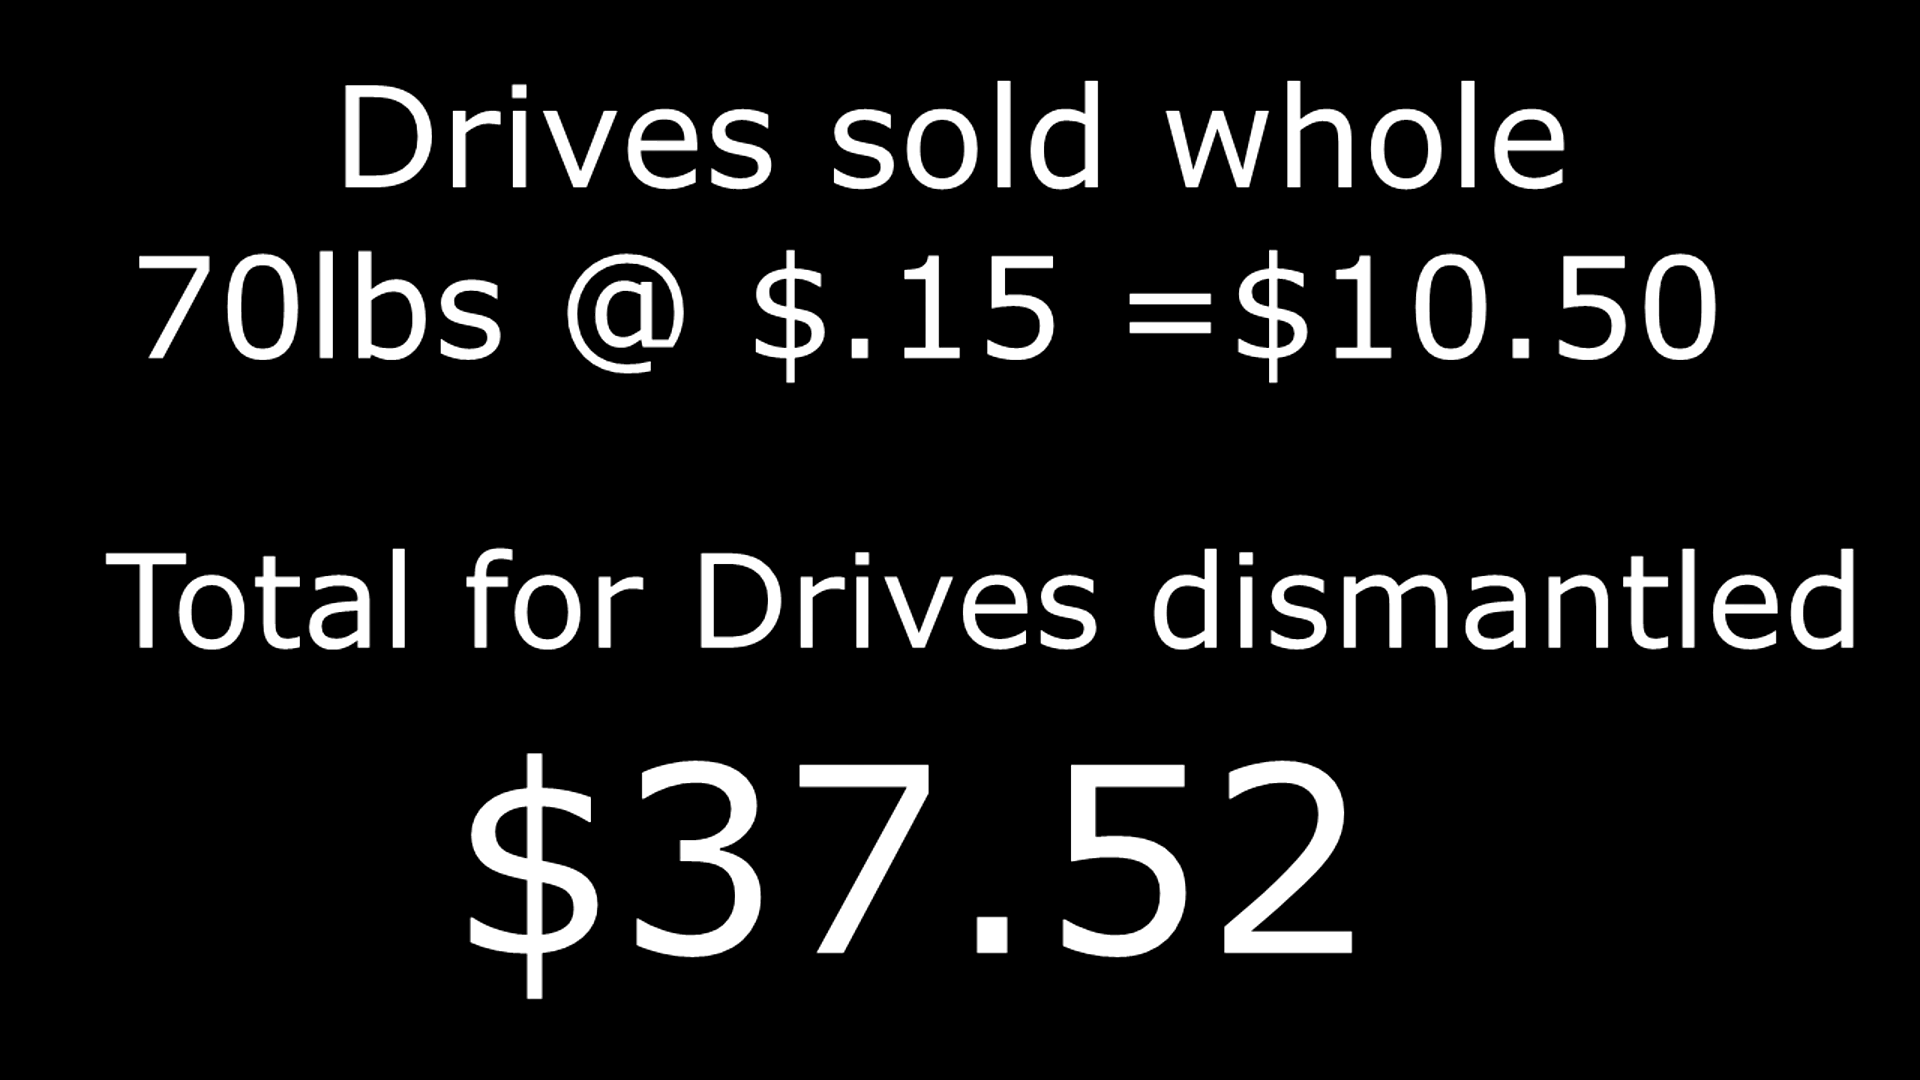 Drives sold whole
70lbs @ $.15 =$10.50
Total for Drives dismantled
$37.52